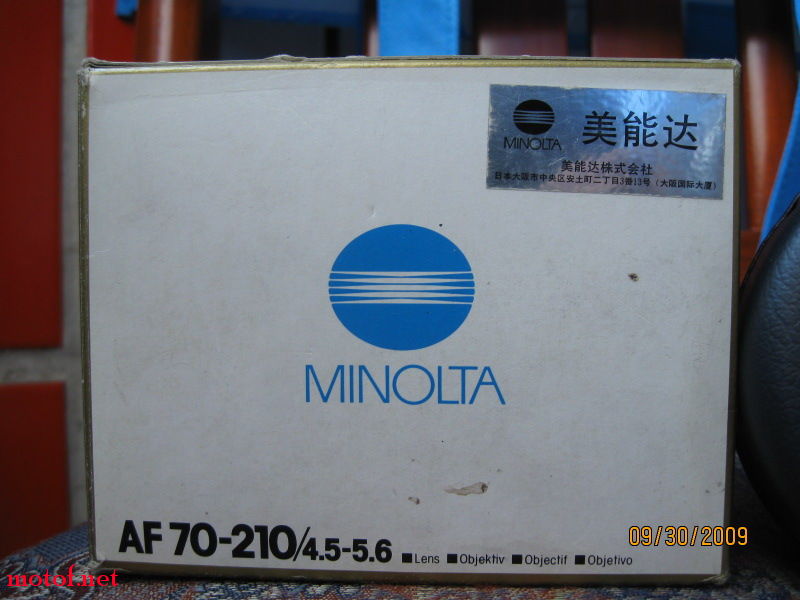 MINOLTA 美能达
美能达株式会社
日本大阪市中央区安土町二丁目3番13号(大阪国际大厦)
MINOLTA
AF 70-210/4.5-5.6 ■Lens ■Objektiv ■Objectif ■Objetivo
09/30/2009
motof.net